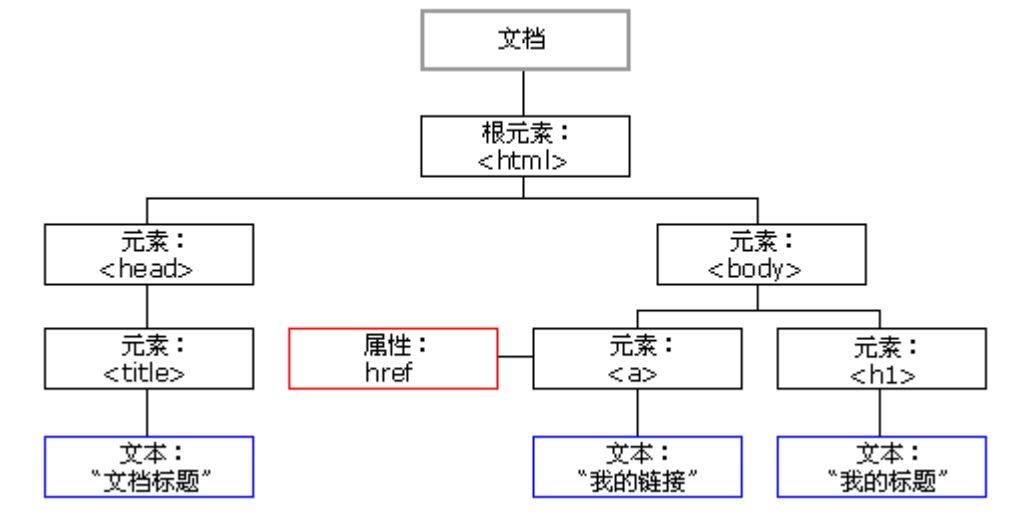 文档
根元素：
<html>
元素：
<head>
元素：
<body>
元素：
<title>
属性：
href
元素：
<a>
元素：
<h1>
文本：
“文档标题”
文本：
“我的链接”
文本：
“我的标题”